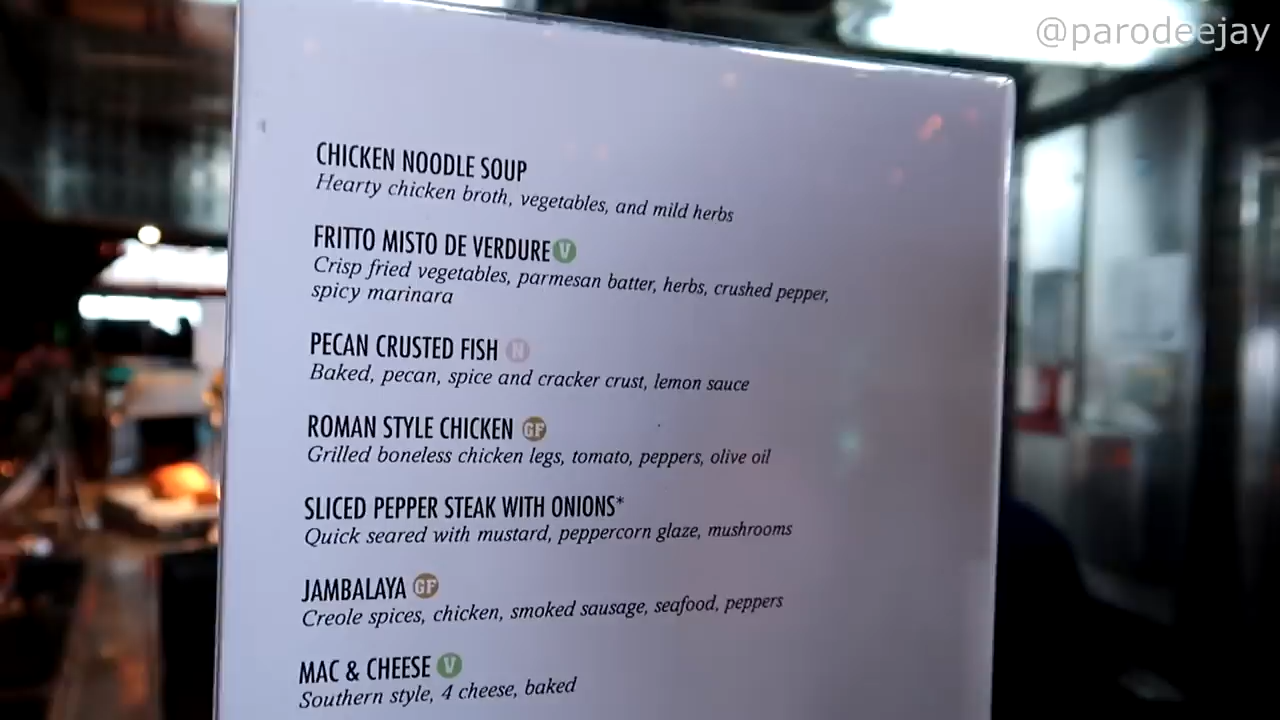 @parodeejay
CHICKEN NOODLE SOUP
Hearty chicken broth, vegetables, and mild herbs
FRITTO MISTO DE VERDURE V
Crisp fried vegetables, parmesan batter, herbs, crushed pepper,
spicy marinara
PECAN CRUSTED FISH N
Baked, pecan, spice and cracker crust, lemon sauce
ROMAN STYLE CHICKEN GF
Grilled boneless chicken legs, tomato, peppers, olive oil
SLICED PEPPER STEAK WITH ONIONS*
Quick seared with mustard, peppercorn glaze, mushrooms
JAMBALAYA GF
Creole spices, chicken, smoked sausage, seafood, peppers
MAC & CHEESE V
Southern style, 4 cheese, baked